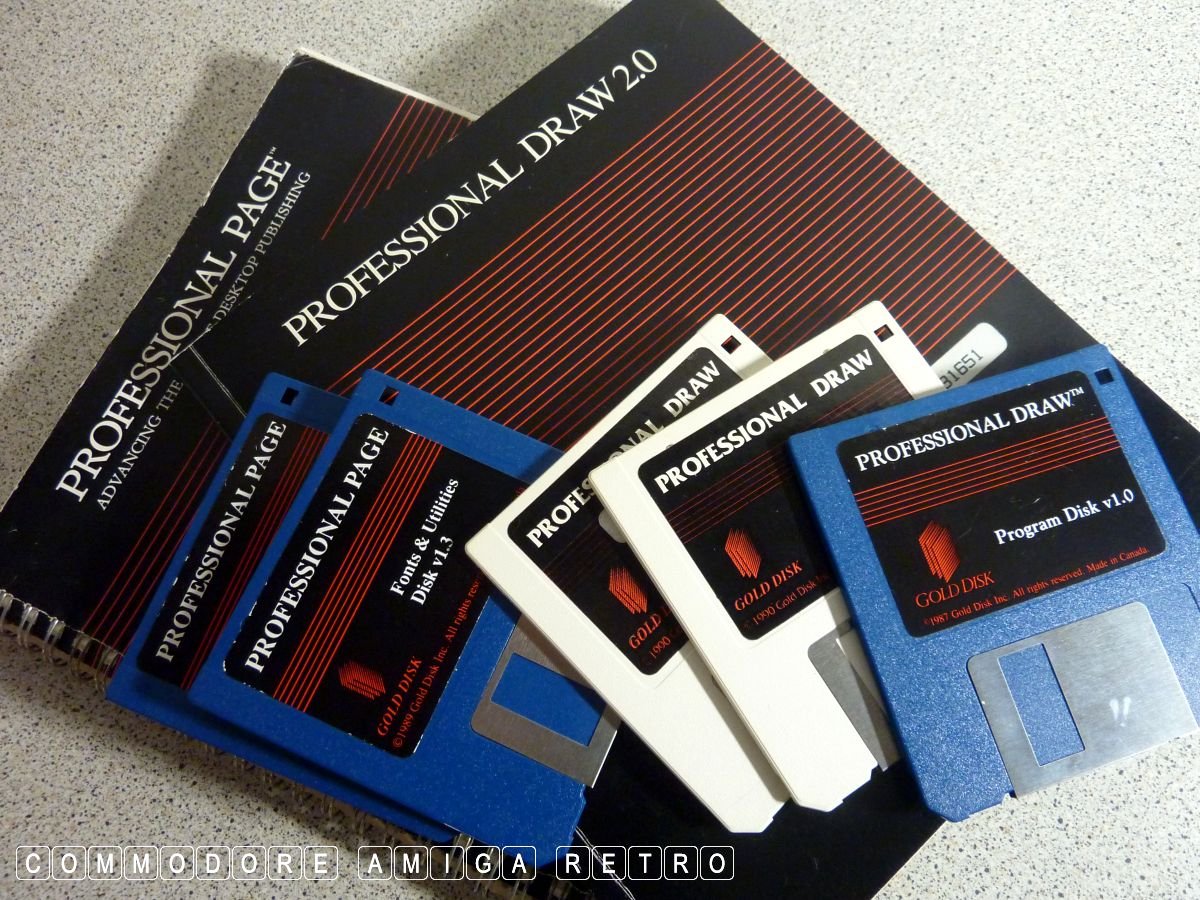 PROFESSIONAL PAGE™
ADVANCING THE
DESKTOP PUBLISHING
PROFESSIONAL DRAW 2.0
31651
PROFESSIONAL PAGE
PROFESSIONAL PAGE
Fonts & Utilities
Disk v1.3
GOLD DISK
©1989 Gold Disk Inc. All rights
PROFESSIONAL DRAW
GOLD
©1990
PROFESSIONAL DRAW
GOLD DISK
©1990 Gold Disk
PROFESSIONAL DRAW™
Program Disk v1.0
GOLD DISK
©1987 Gold Disk Inc. All rights reserved. Made in Canada.
COMMODORE AMIGA RETRO